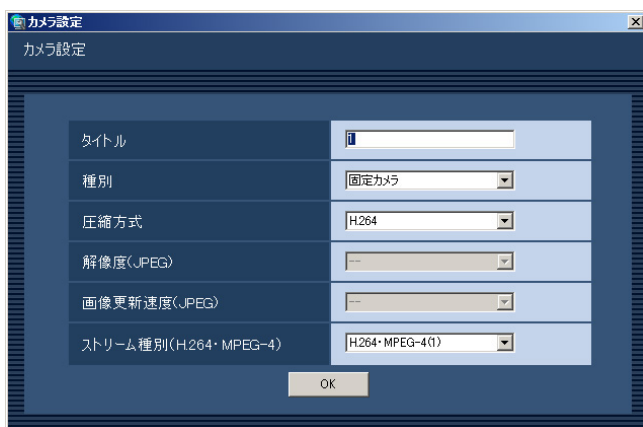 カメラ設定
カメラ設定
タイトル 1
種別 固定カメラ
圧縮方式 H.264
解像度(JPEG) --
画像更新速度(JPEG) --
ストリーム種別(H.264・MPEG-4) H.264・MPEG-4(1)
OK